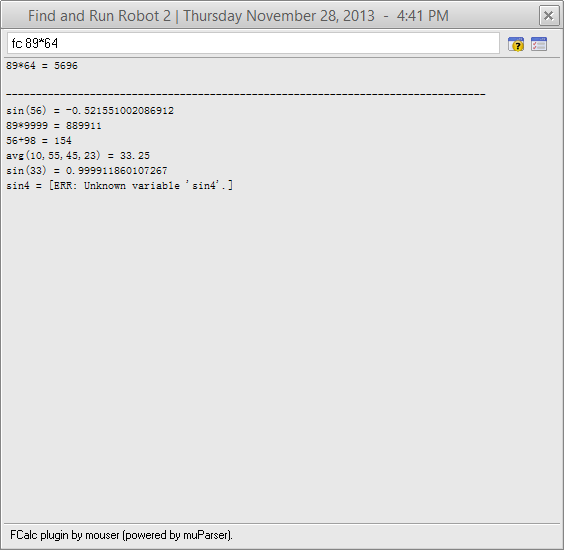 Find and Run Robot 2 | Thursday November 28, 2013 - 4:41 PM
fc 89*64
89*64 = 5696
--------------------------------------------------------------------------------
sin(56) = -0.521551002086912
89*9999 = 889911
56+98 = 154
avg(10,55,45,23) = 33.25
sin(33) = 0.999911860107267
sin4 = [ERR: Unknown variable 'sin4'.]
FCalc plugin by mouser (powered by muParser).